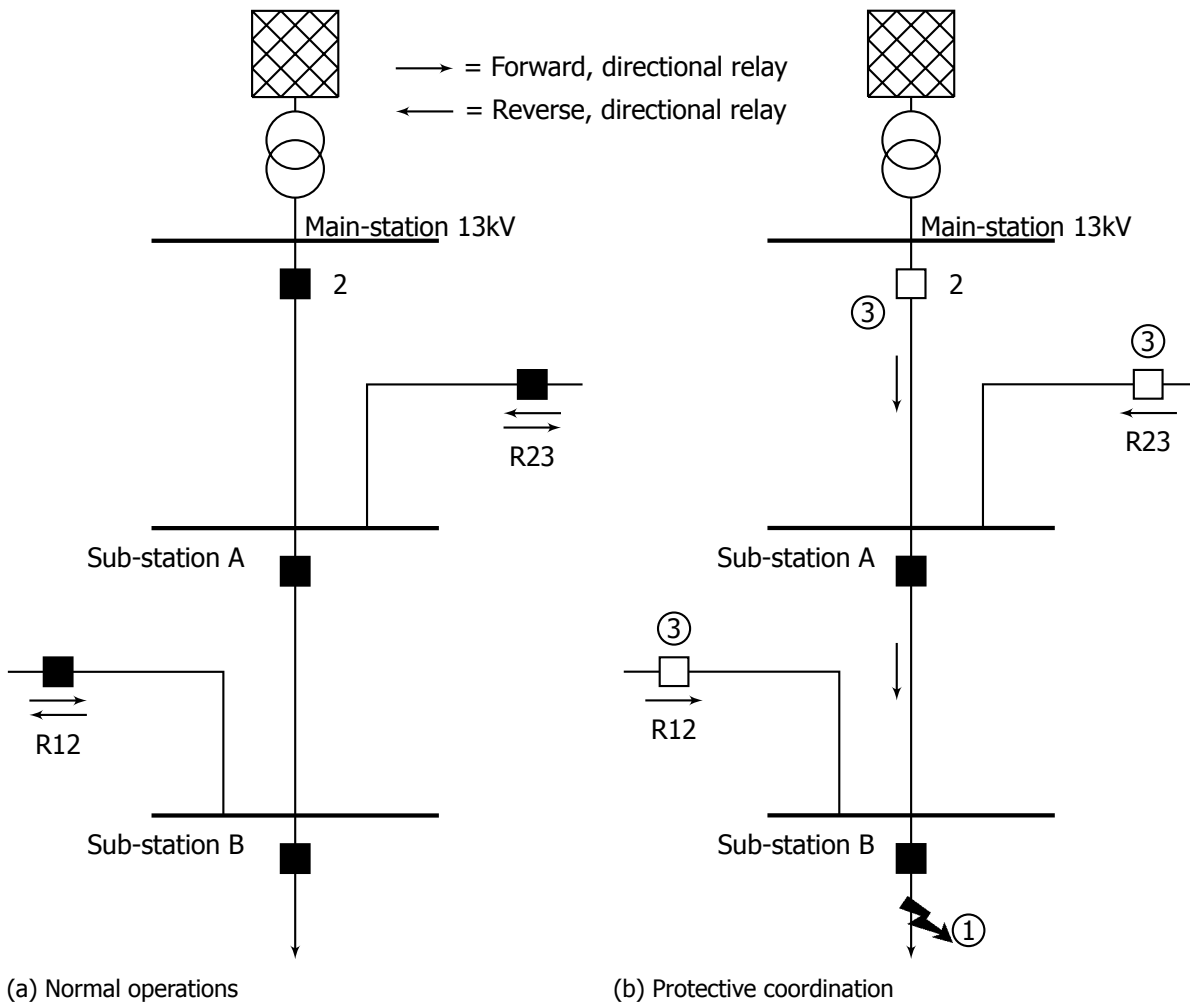 = Forward, directional relay
= Reverse, directional relay
Main-station 13kV
2
R23
Sub-station A
R12
Sub-station B
(a) Normal operations
Main-station 13kV
2
3
3
R23
Sub-station A
3
R12
Sub-station B
1
(b) Protective coordination